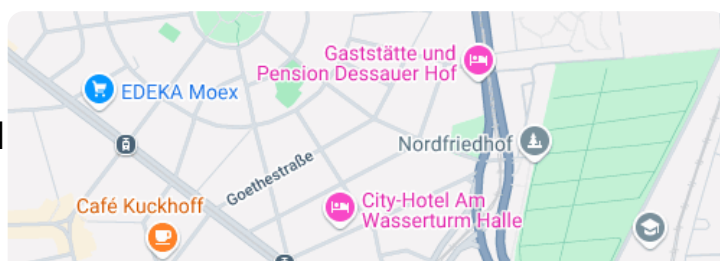 Gaststätte und
Pension Dessauer Hof
EDEKA Moex
Nordfriedhof
Goethestraße
Café Kuckhoff
City-Hotel Am
Wasserturm Halle